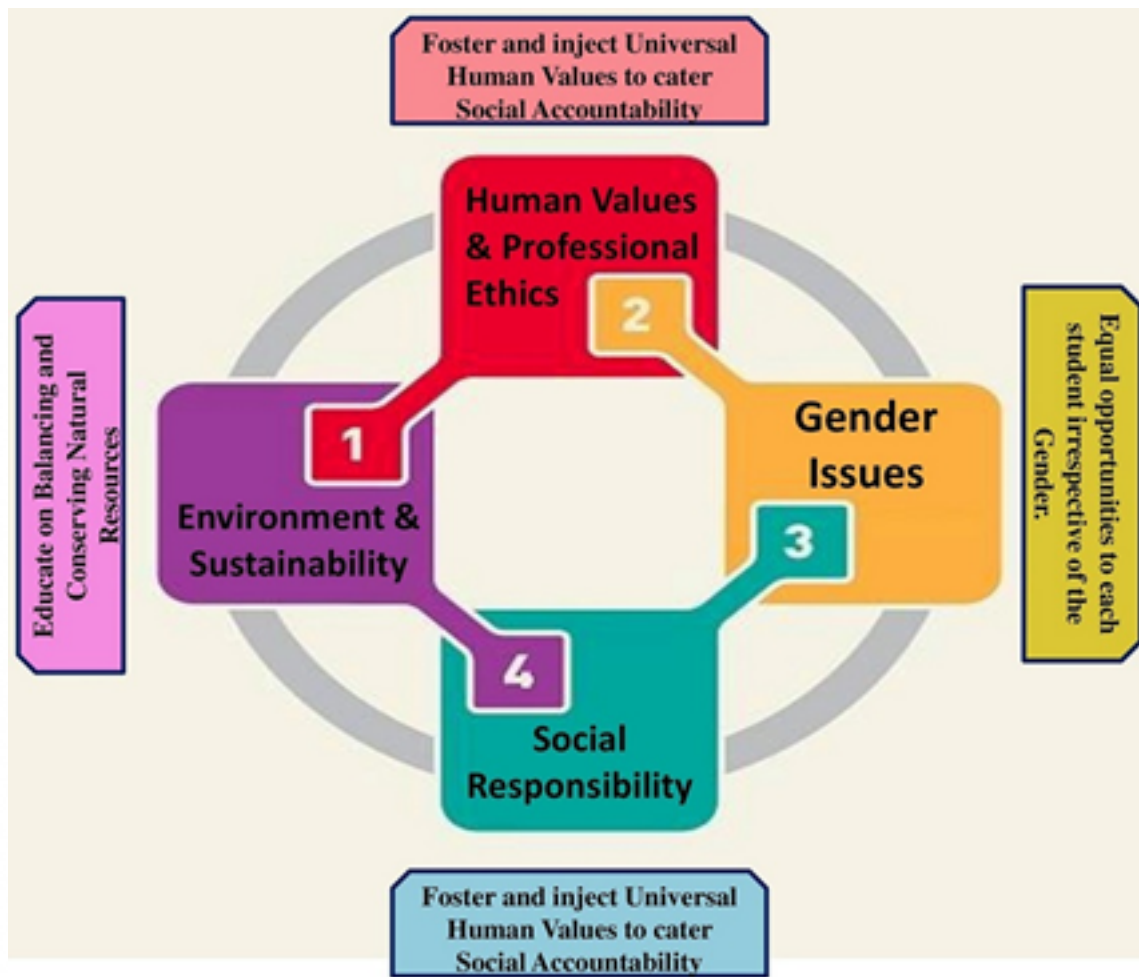 Foster and inject Universal
Human Values to cater
Social Accountability
Human Values
& Professional
Ethics
2
Educate on Balancing and
Conserving Natural
Resources
1
Environment &
Sustainability
Gender
Issues
3
Equal opportunities to each
student irrespective of the
Gender.
4
Social
Responsibility
Foster and inject Universal
Human Values to cater
Social Accountability